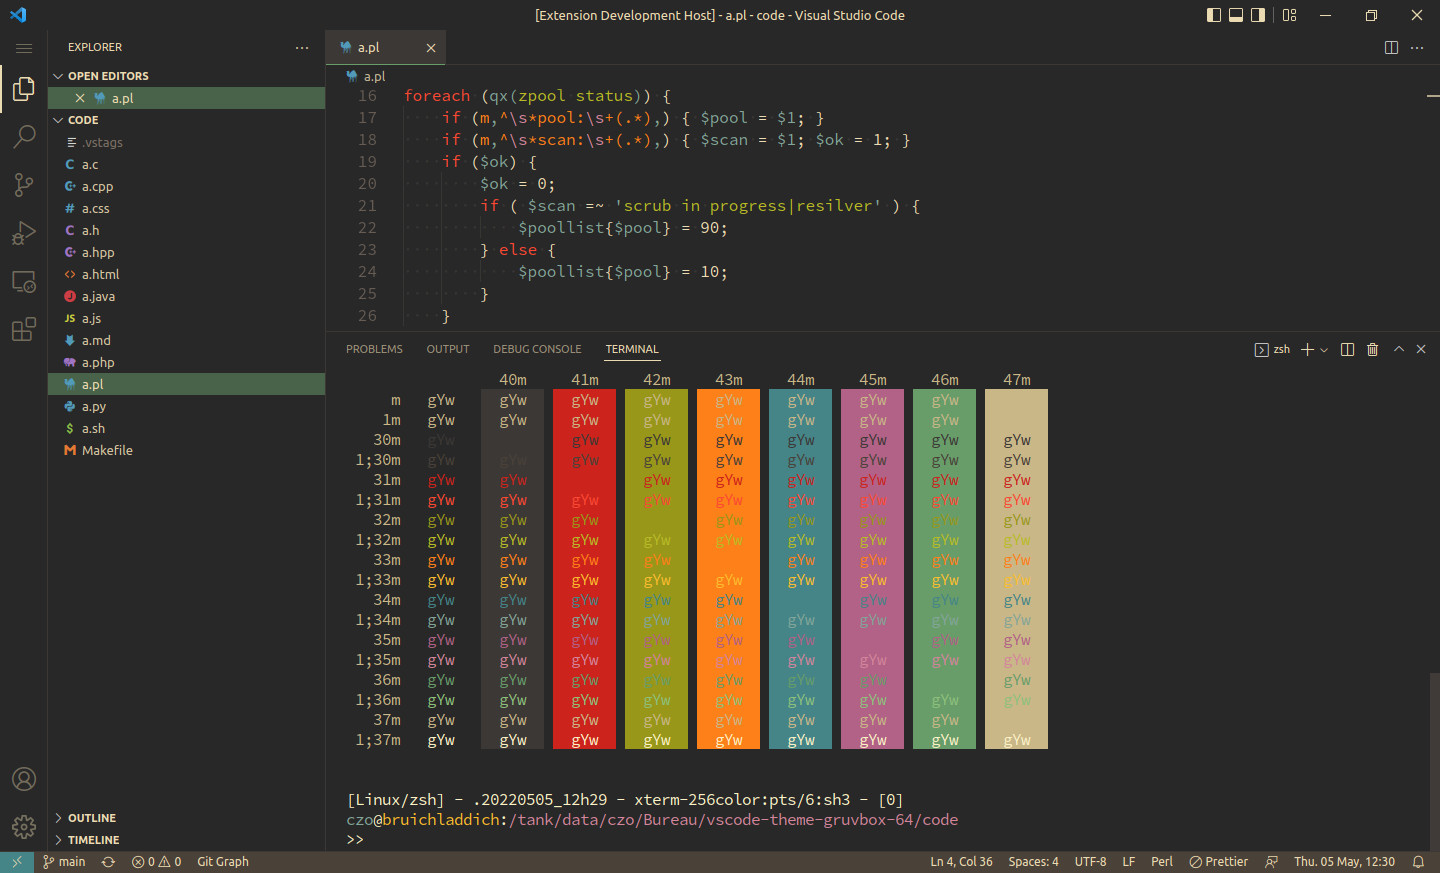 [Extension Development Host] - a.pl - code - Visual Studio Code
EXPLORER
OPEN EDITORS
a.pl
CODE
.vstags
a.c
a.cpp
a.css
a.h
a.hpp
a.html
a.java
a.js
a.md
a.php
a.pl
a.py
a.sh
Makefile
OUTLINE
TIMELINE
a.pl
a.pl
16 foreach (qx(zpool status)) {
17 if (m,^\s*pool:\s+(.*),) { $pool = $1; }
18 if (m,^\s*scan:\s+(.*),) { $scan = $1; $ok = 1; }
19 if ($ok) {
20 $ok = 0;
21 if ( $scan =~ 'scrub in progress|resilver' ) {
22 $poollist{$pool} = 90;
23 } else {
24 $poollist{$pool} = 10;
25 }
26 }
PROBLEMS OUTPUT DEBUG CONSOLE TERMINAL zsh
40m 41m 42m 43m 44m 45m 46m 47m
m gYw gYw gYw gYw gYw gYw gYw gYw
1m gYw gYw gYw gYw gYw gYw gYw gYw
30m gYw gYw gYw gYw gYw gYw gYw gYw
1;30m gYw gYw gYw gYw gYw gYw gYw gYw gYw
31m gYw gYw gYw gYw gYw gYw gYw gYw
1;31m gYw gYw gYw gYw gYw gYw gYw gYw gYw
32m gYw gYw gYw gYw gYw gYw gYw gYw
1;32m gYw gYw gYw gYw gYw gYw gYw gYw gYw
33m gYw gYw gYw gYw gYw gYw gYw gYw
1;33m gYw gYw gYw gYw gYw gYw gYw gYw gYw
34m gYw gYw gYw gYw gYw gYw gYw gYw
1;34m gYw gYw gYw gYw gYw gYw gYw gYw gYw
35m gYw gYw gYw gYw gYw gYw gYw gYw
1;35m gYw gYw gYw gYw gYw gYw gYw gYw gYw
36m gYw gYw gYw gYw gYw gYw gYw gYw
1;36m gYw gYw gYw gYw gYw gYw gYw gYw gYw
37m gYw gYw gYw gYw gYw gYw gYw gYw
1;37m gYw gYw gYw gYw gYw gYw gYw gYw gYw
[Linux/zsh] - .20220505_12h29 - xterm-256color:pts/6:sh3 - [0]
czo@bruichladdich:/tank/data/czo/Bureau/vscode-theme-gruvbox-64/code
>>
main 0 0 Git Graph Ln 4, Col 36 Spaces: 4 UTF-8 LF Perl Prettier Thu. 05 May, 12:30